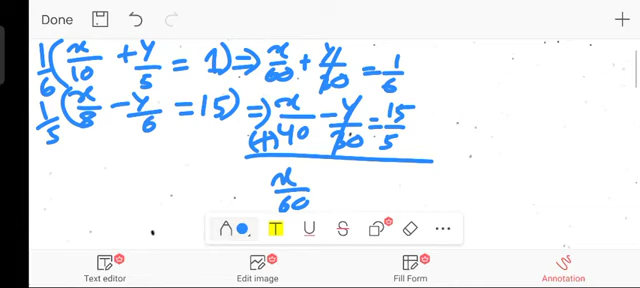 Done
1/6(x/10 + y/5 = 1) ⇒ x/60 + y/30 = 1/6
1/5(x/8 - y/6 = 15) ⇒ x/40 - y/30 = 15/5
(+)
x/60
T U S
Text editor Edit image Fill Form Annotation